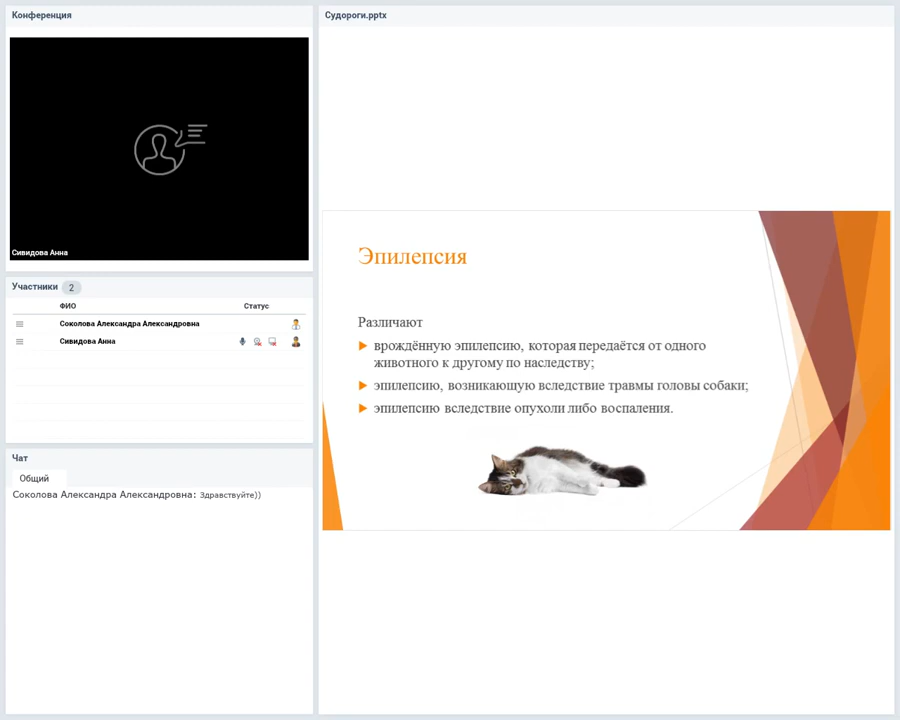 Конференция
Сивидова Анна
Участники 2
ФИО Статус
Соколова Александра Александровна
Сивидова Анна
Чат
Общий
Соколова Александра Александровна: Здравствуйте))
Судороги.pptx
Эпилепсия
Различают
врождённую эпилепсию, которая передаётся от одного
животного к другому по наследству;
эпилепсию, возникающую вследствие травмы головы собаки;
эпилепсию вследствие опухоли либо воспаления.